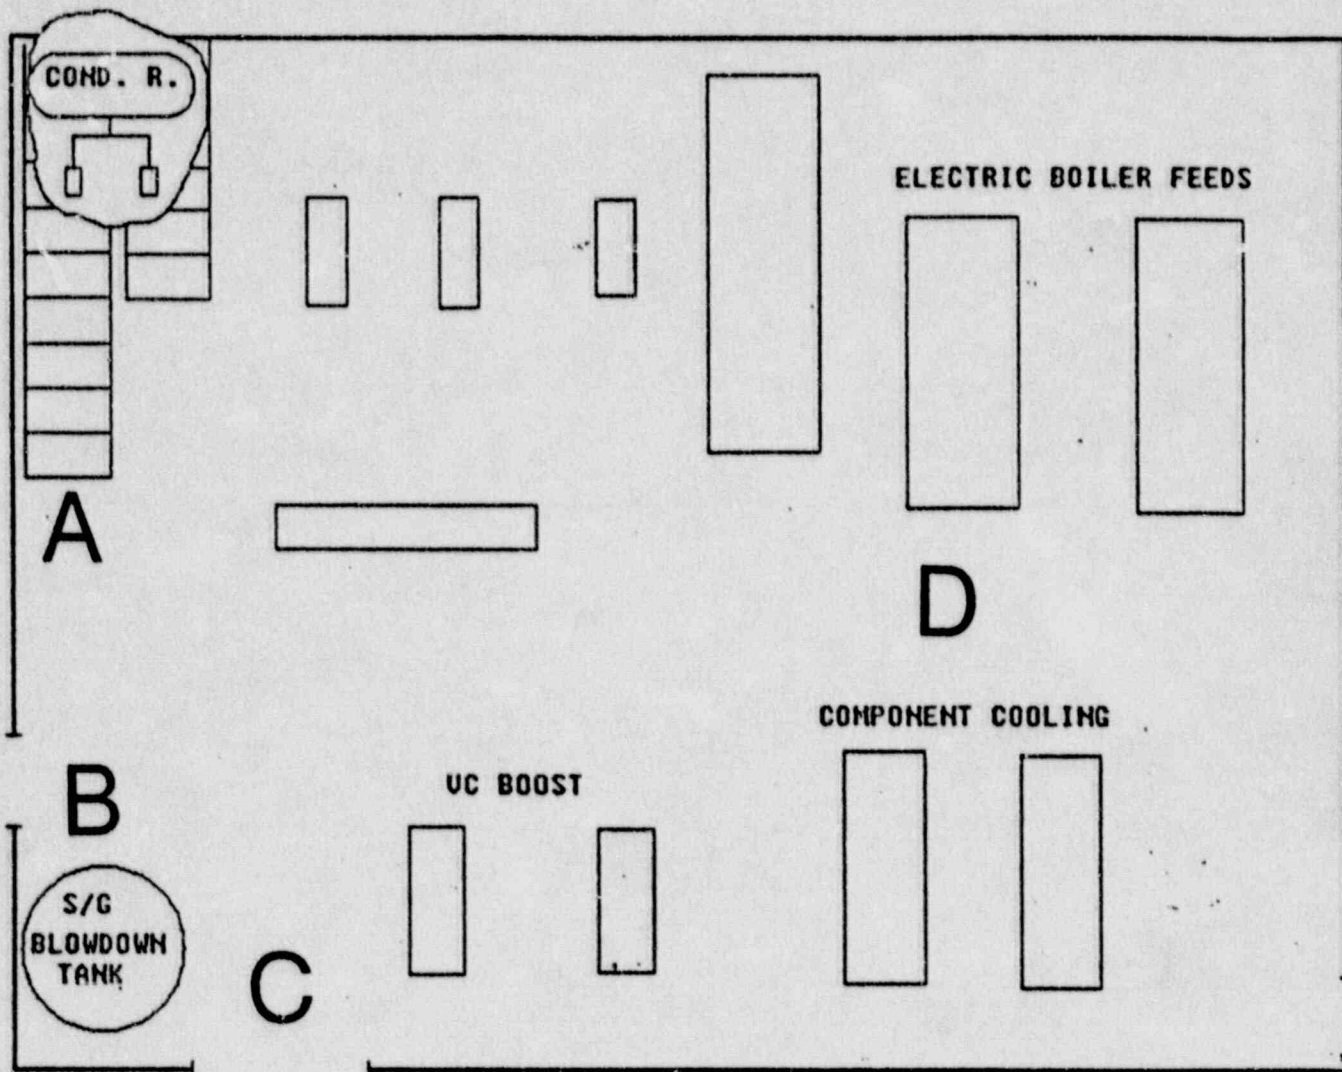 COND. R.
ELECTRIC BOILER FEEDS
A
D
COMPONENT COOLING
B
VC BOOST
S/G
BLOWDOWN
TANK
C